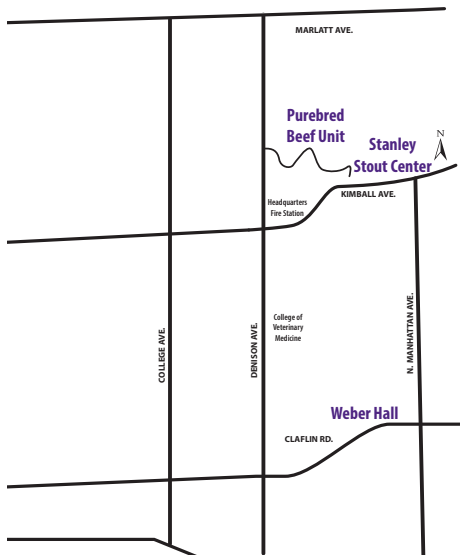 MARLATT AVE.
Purebred
Beef Unit
Stanley
Stout Center
N
KIMBALL AVE.
Headquarters
Fire Station
COLLEGE AVE.
DENISON AVE.
College of
Veterinary
Medicine
N. MANHATTAN AVE.
Weber Hall
CLAFLIN RD.